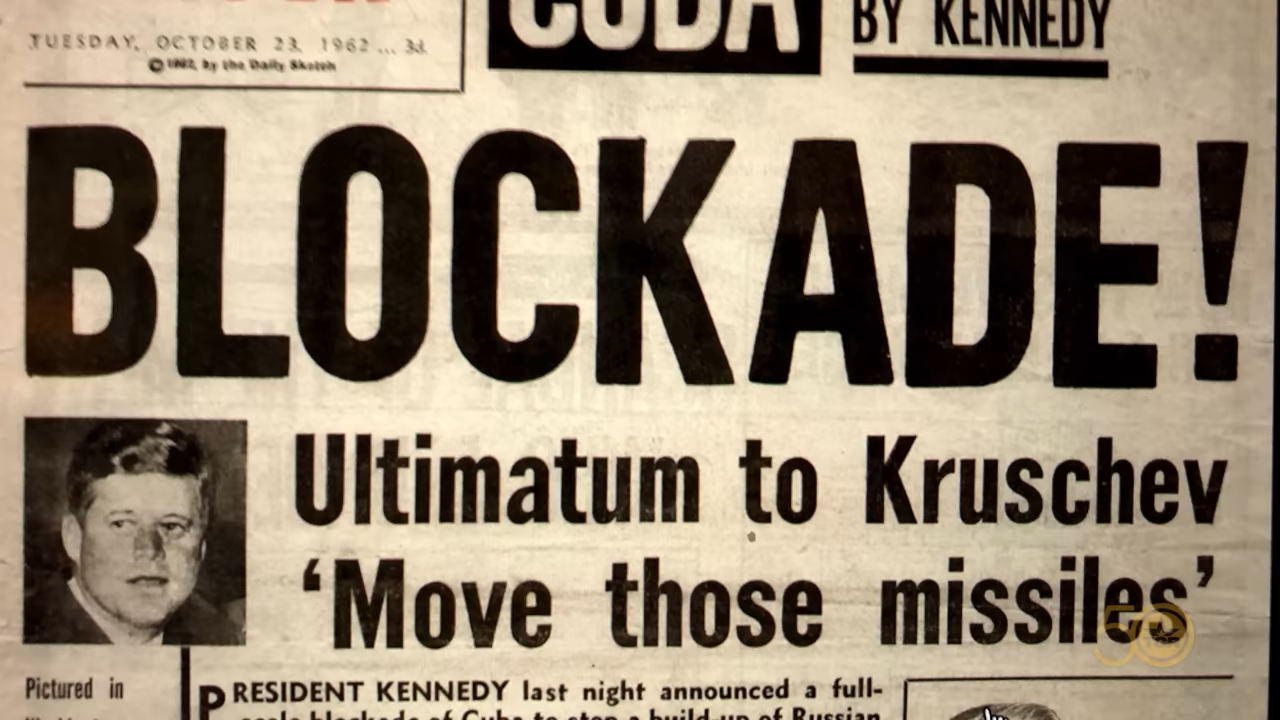 CUBA
BY KENNEDY
TUESDAY, OCTOBER 23, 1962 ... 3d.
© 1962, by the Daily Sketch
BLOCKADE!
Ultimatum to Kruschev
‘Move those missiles’
Pictured in
PRESIDENT KENNEDY last night announced a full-
scale blockade of Cuba to stop a build-up of Russian
50